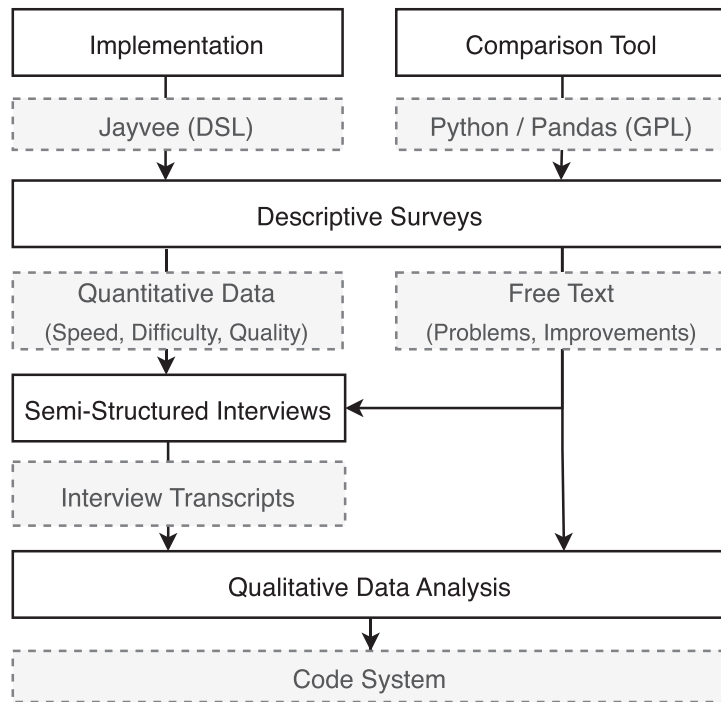 Implementation
Comparison Tool
Jayvee (DSL)
Python / Pandas (GPL)
Descriptive Surveys
Quantitative Data
(Speed, Difficulty, Quality)
Free Text
(Problems, Improvements)
Semi-Structured Interviews
Interview Transcripts
Qualitative Data Analysis
Code System